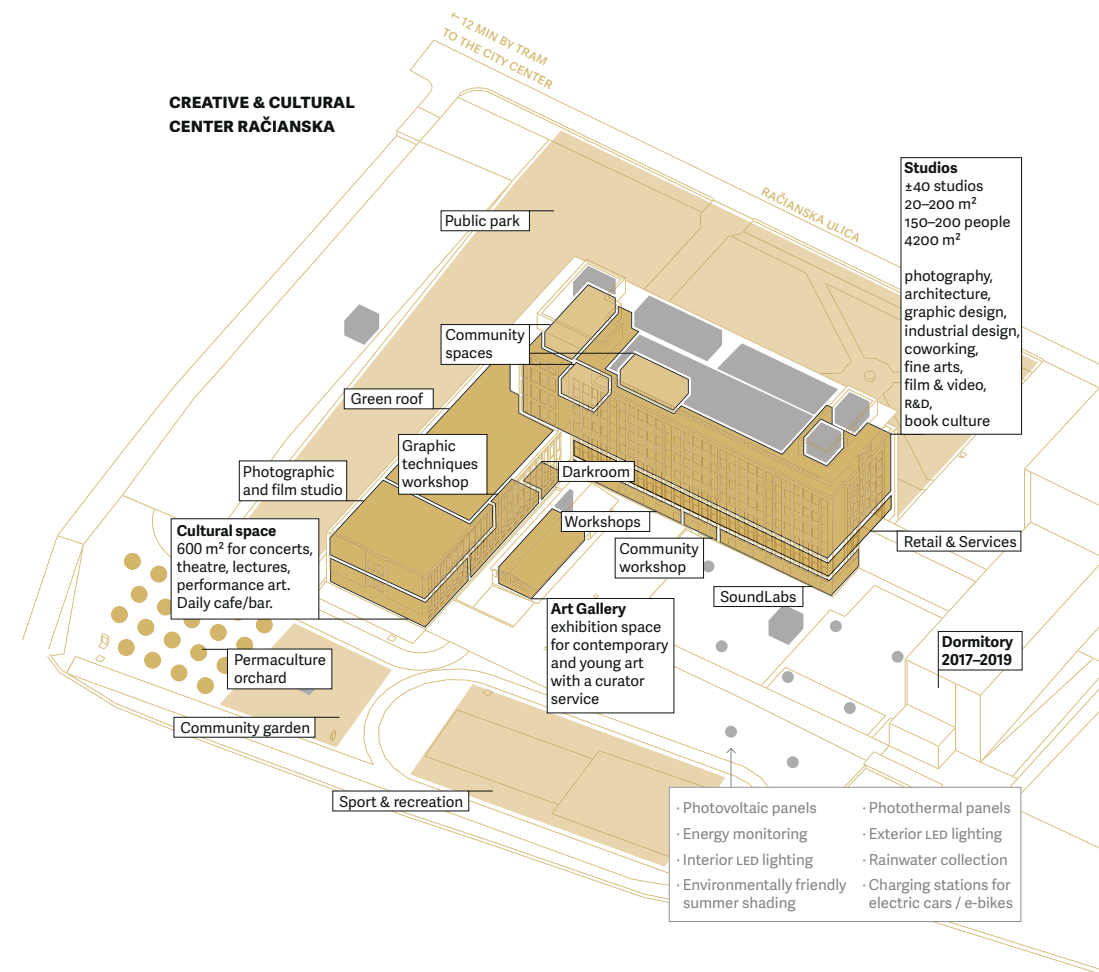 ← 12 MIN BY TRAM
TO THE CITY CENTER
CREATIVE & CULTURAL
CENTER RAČIANSKA
RAČIANSKA ULICA
Studios
±40 studios
20–200 m²
150–200 people
4200 m²
photography,
architecture,
graphic design,
industrial design,
coworking,
fine arts,
film & video,
R&D,
book culture
Public park
Community
spaces
Green roof
Graphic
techniques
workshop
Photographic
and film studio
Darkroom
Workshops
Cultural space
600 m² for concerts,
theatre, lectures,
performance art.
Daily cafe/bar.
Community
workshop
Retail & Services
SoundLabs
Art Gallery
exhibition space
for contemporary
and young art
with a curator
service
Dormitory
2017–2019
Permaculture
orchard
Community garden
Sport & recreation
· Photovoltaic panels
· Energy monitoring
· Interior LED lighting
· Environmentally friendly
summer shading
· Photothermal panels
· Exterior LED lighting
· Rainwater collection
· Charging stations for
electric cars / e-bikes